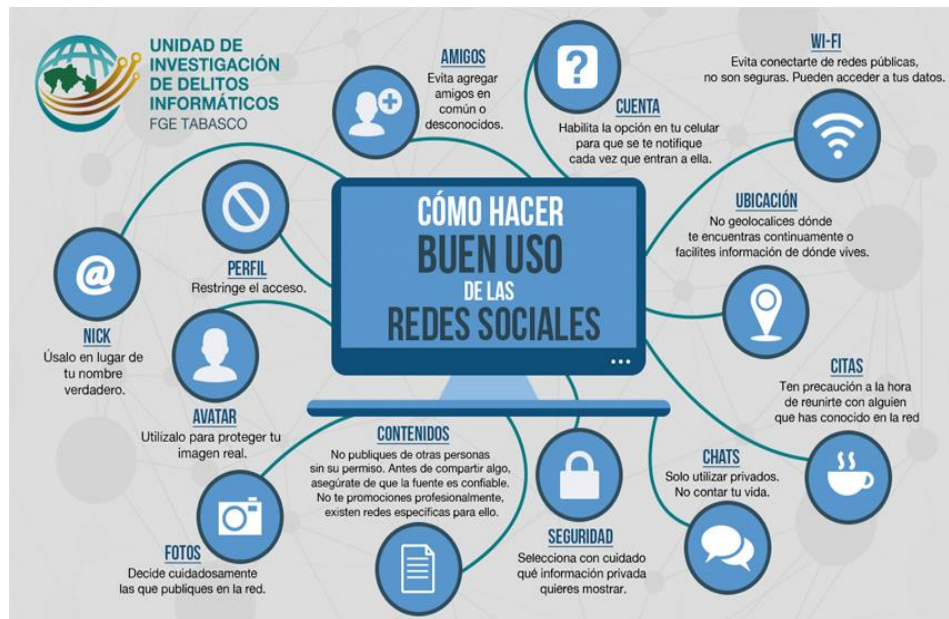 UNIDAD DE
INVESTIGACIÓN
DE DELITOS
INFORMÁTICOS
FGE TABASCO
AMIGOS
Evita agregar
amigos en
común o
desconocidos.
?
CUENTA
Habilita la opción en tu celular
para que se te notifique
cada vez que entran a ella.
WI-FI
Evita conectarte de redes públicas,
no son seguras. Pueden acceder a tus datos.
CÓMO HACER
BUEN USO
DE LAS
REDES SOCIALES
UBICACIÓN
No geolocalices dónde
te encuentras continuamente o
facilites información de dónde vives.
PERFIL
Restringe el acceso.
@
NICK
Úsalo en lugar de
tu nombre
verdadero.
AVATAR
Utilízalo para proteger tu
imagen real.
CITAS
Ten precaución a la hora
de reunirte con alguien
que has conocido en la red
CONTENIDOS
No publiques de otras personas
sin su permiso. Antes de compartir algo,
asegúrate de que la fuente es confiable.
No te promociones profesionalmente,
existen redes específicas para ello.
CHATS
Solo utilizar privados.
No contar tu vida.
FOTOS
Decide cuidadosamente
las que publiques en la red.
SEGURIDAD
Selecciona con cuidado
qué información privada
quieres mostrar.